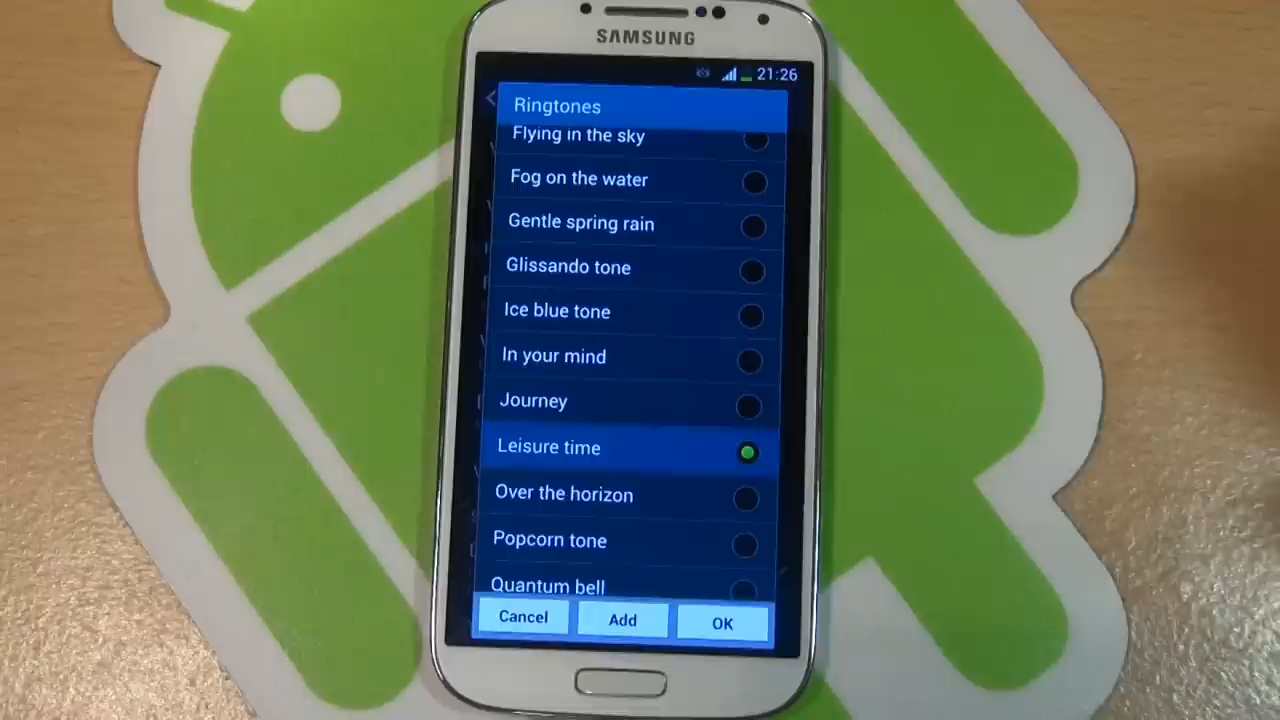 SAMSUNG
21:26
Ringtones
Flying in the sky
Fog on the water
Gentle spring rain
Glissando tone
Ice blue tone
In your mind
Journey
Leisure time
Over the horizon
Popcorn tone
Quantum bell
Cancel
Add
OK